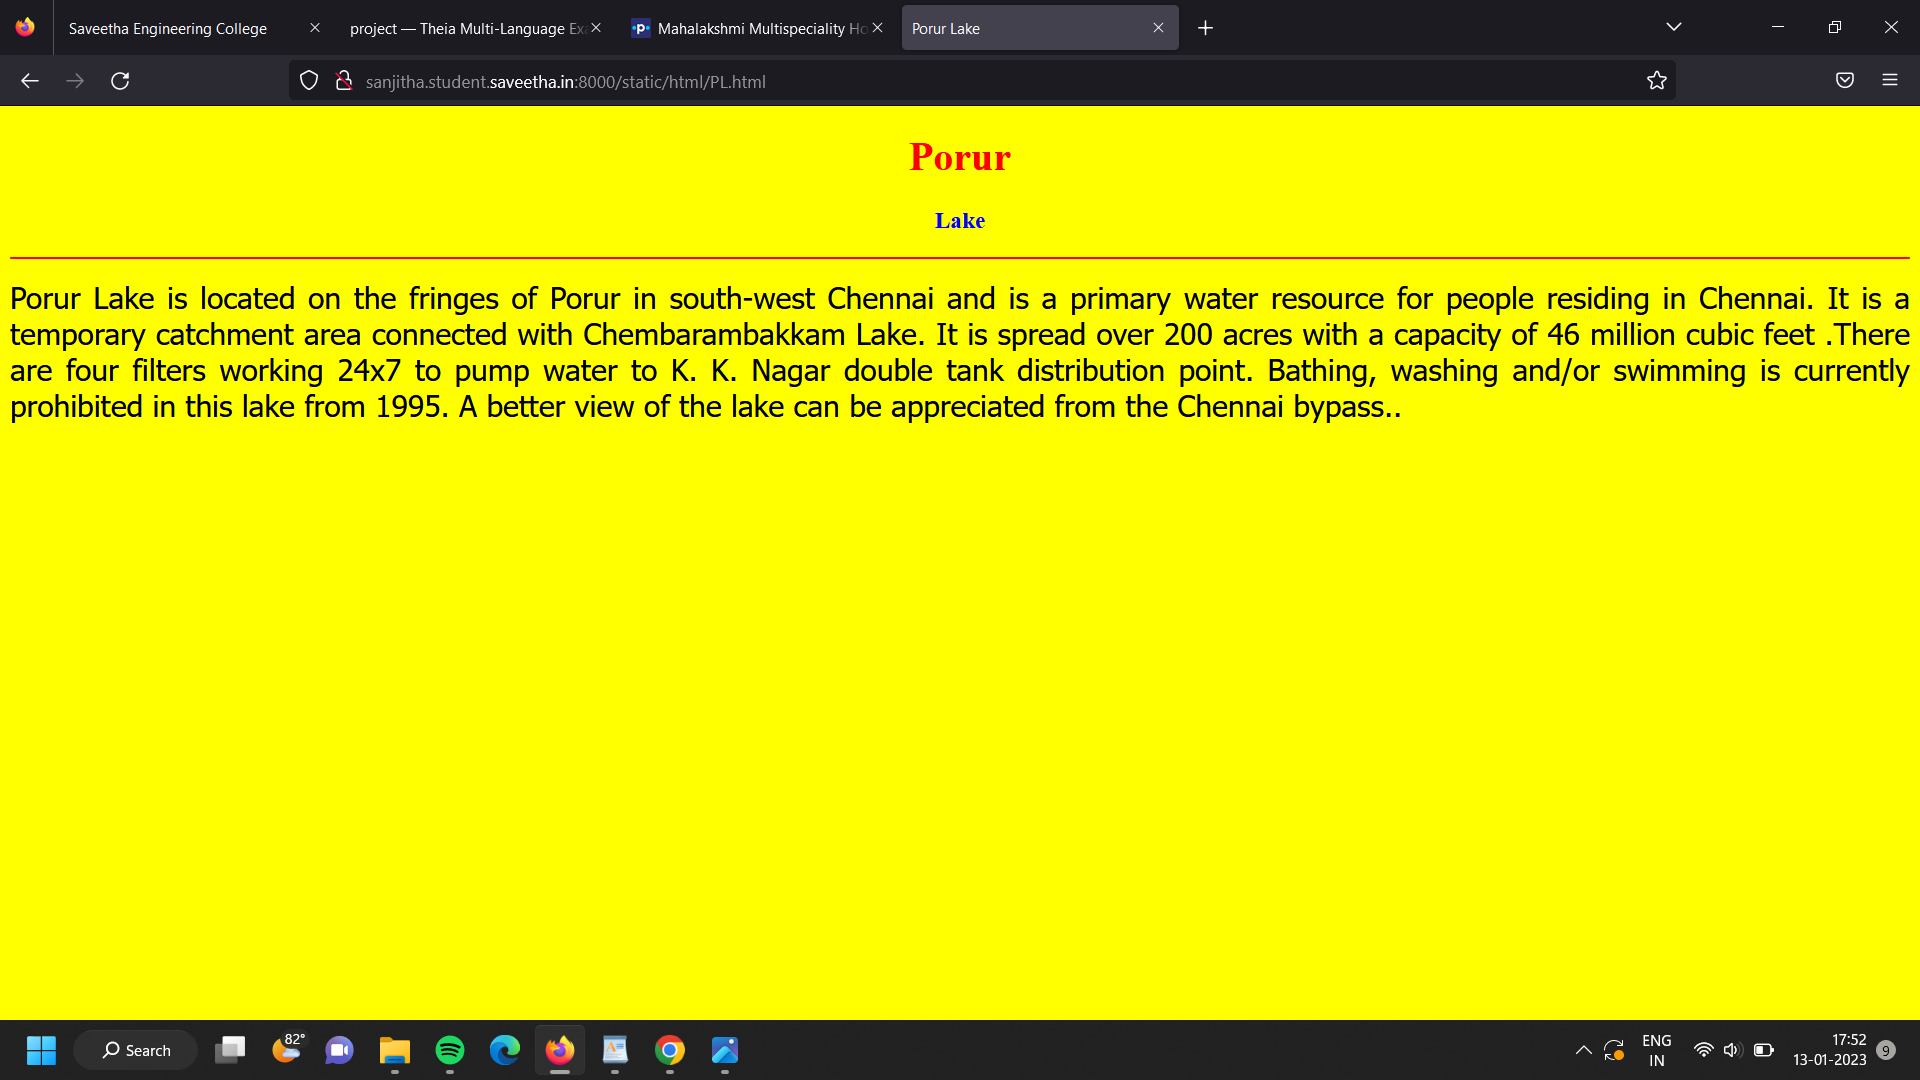 Saveetha Engineering College
project — Theia Multi-Language Ex
Mahalakshmi Multispeciality Ho
Porur Lake
sanjitha.student.saveetha.in:8000/static/html/PL.html
Porur
Lake
Porur Lake is located on the fringes of Porur in south-west Chennai and is a primary water resource for people residing in Chennai. It is a
temporary catchment area connected with Chembarambakkam Lake. It is spread over 200 acres with a capacity of 46 million cubic feet .There
are four filters working 24x7 to pump water to K. K. Nagar double tank distribution point. Bathing, washing and/or swimming is currently
prohibited in this lake from 1995. A better view of the lake can be appreciated from the Chennai bypass..
82°
Search
ENG
IN
17:52
13-01-2023
9